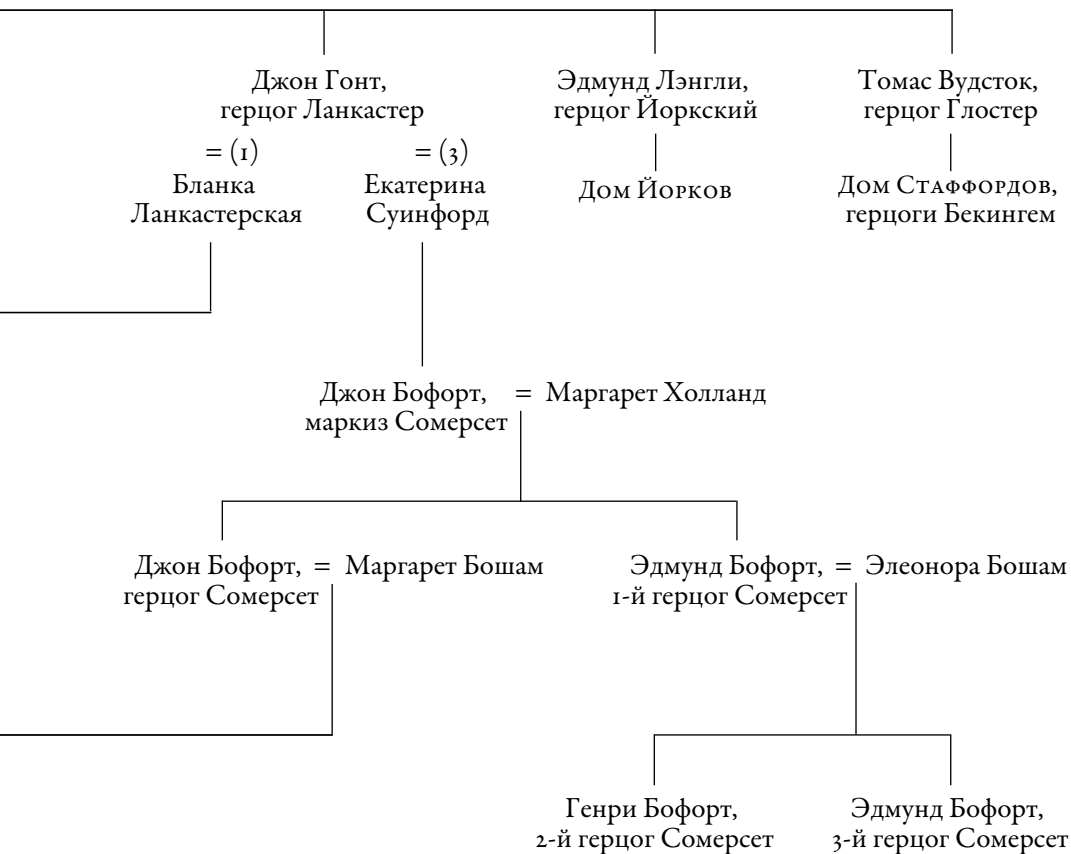 Джон Гонт,
герцог Ланкастер
Эдмунд Лэнгли,
герцог Йоркский
Томас Вудсток,
герцог Глостер
= (1)
Бланка
Ланкастерская
= (3)
Екатерина
Суинфорд
Дом Йорков
Дом Стаффордов,
герцоги Бекингем
Джон Бофорт,
маркиз Сомерсет
= Маргарет Холланд
Джон Бофорт,
герцог Сомерсет
= Маргарет Бошам
Эдмунд Бофорт,
1-й герцог Сомерсет
= Элеонора Бошам
Генри Бофорт,
2-й герцог Сомерсет
Эдмунд Бофорт,
3-й герцог Сомерсет